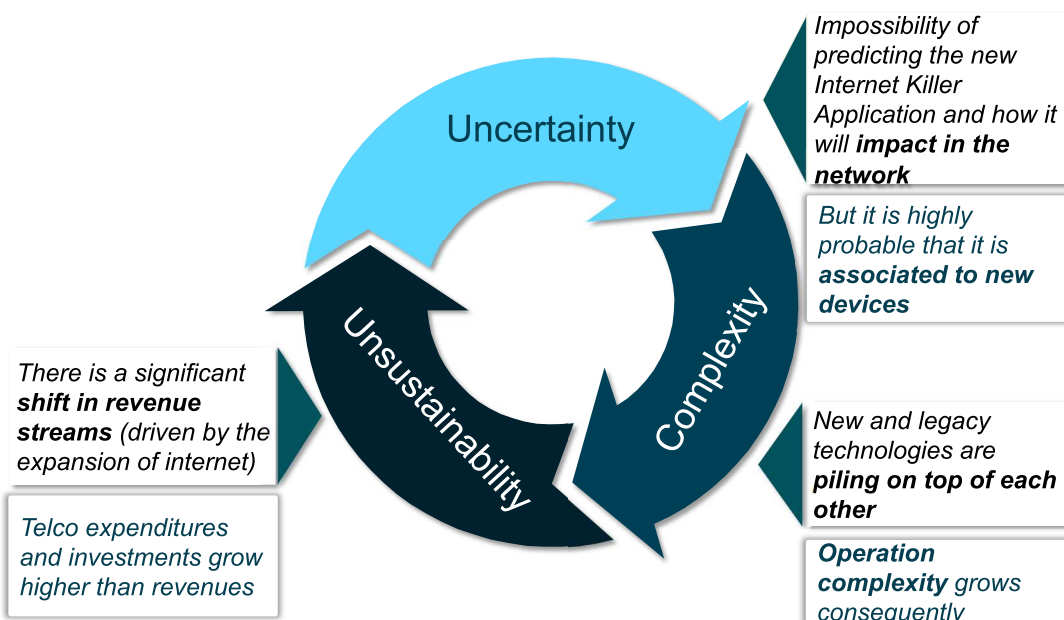 Uncertainty
Impossibility of
predicting the new
Internet Killer
Application and how it
will impact in the
network
But it is highly
probable that it is
associated to new
devices
Complexity
New and legacy
technologies are
piling on top of each
other
Operation
complexity grows
consequently
Unsustainability
There is a significant
shift in revenue
streams (driven by the
expansion of internet)
Telco expenditures
and investments grow
higher than revenues